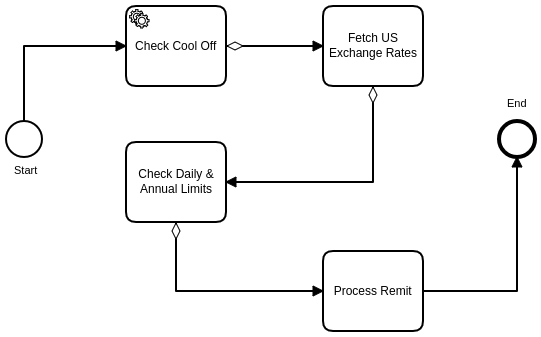 Check Cool Off
Fetch US
Exchange Rates
End
Start
Check Daily &
Annual Limits
Process Remit